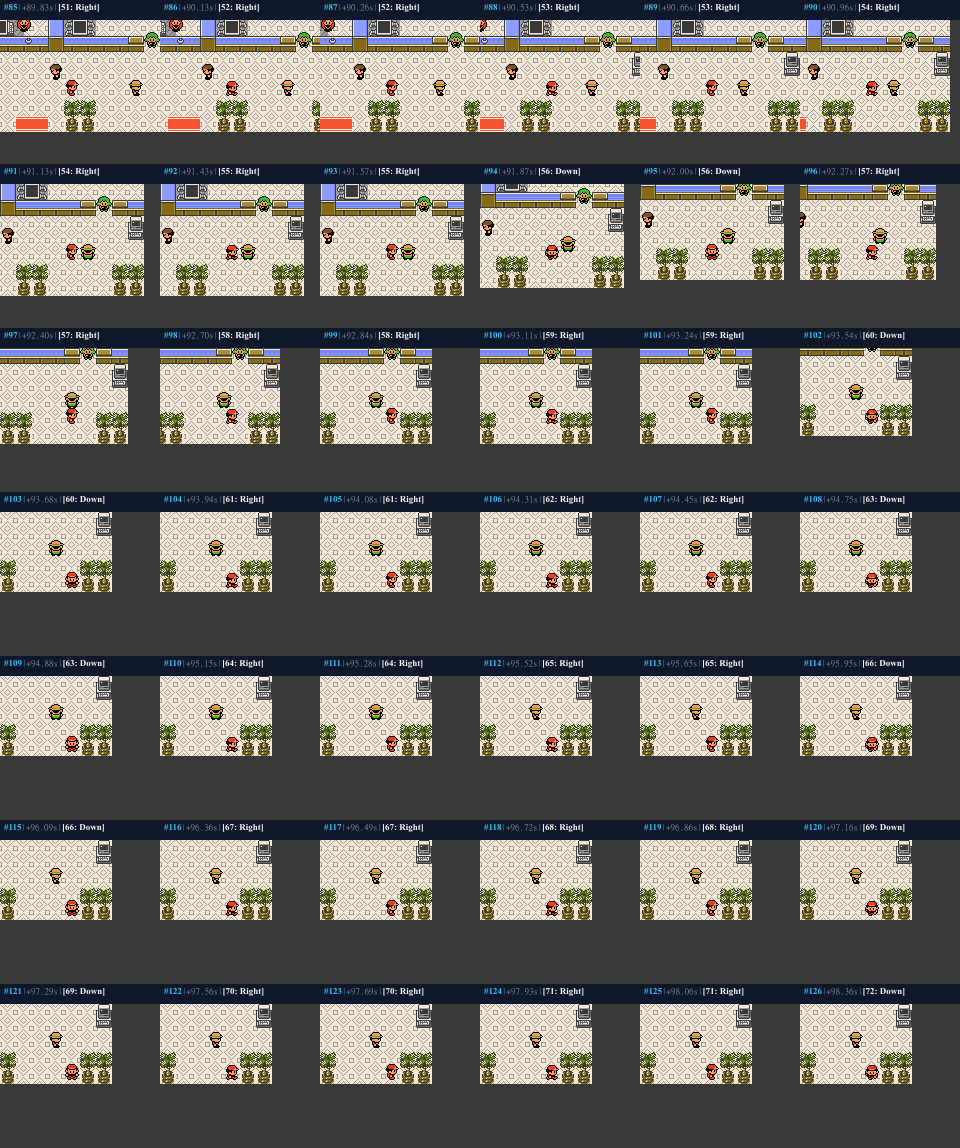 #85|+89.83s|[51: Right] #86|+90.13s|[52: Right] #87|+90.26s|[52: Right] #88|+90.53s|[53: Right] #89|+90.66s|[53: Right] #90|+90.96s|[54: Right]
#91|+91.13s|[54: Right] #92|+91.43s|[55: Right] #93|+91.57s|[55: Right] #94|+91.87s|[56: Down] #95|+92.00s|[56: Down] #96|+92.27s|[57: Right]
#97|+92.40s|[57: Right] #98|+92.70s|[58: Right] #99|+92.84s|[58: Right] #100|+93.11s|[59: Right] #101|+93.24s|[59: Right] #102|+93.54s|[60: Down]
#103|+93.68s|[60: Down] #104|+93.94s|[61: Right] #105|+94.08s|[61: Right] #106|+94.31s|[62: Right] #107|+94.45s|[62: Right] #108|+94.75s|[63: Down]
#109|+94.88s|[63: Down] #110|+95.15s|[64: Right] #111|+95.28s|[64: Right] #112|+95.52s|[65: Right] #113|+95.65s|[65: Right] #114|+95.95s|[66: Down]
#115|+96.09s|[66: Down] #116|+96.36s|[67: Right] #117|+96.49s|[67: Right] #118|+96.72s|[68: Right] #119|+96.86s|[68: Right] #120|+97.16s|[69: Down]
#121|+97.29s|[69: Down] #122|+97.56s|[70: Right] #123|+97.69s|[70: Right] #124|+97.93s|[71: Right] #125|+98.06s|[71: Right] #126|+98.36s|[72: Down]